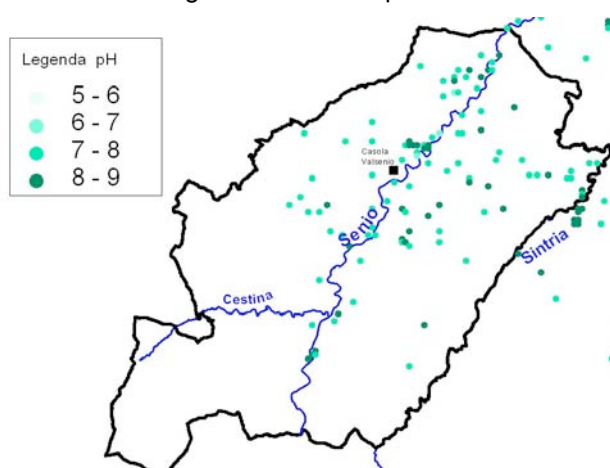 Legenda pH
5 - 6
6 - 7
7 - 8
8 - 9
Casola
Valsenio
Senio
Sintria
Cestina